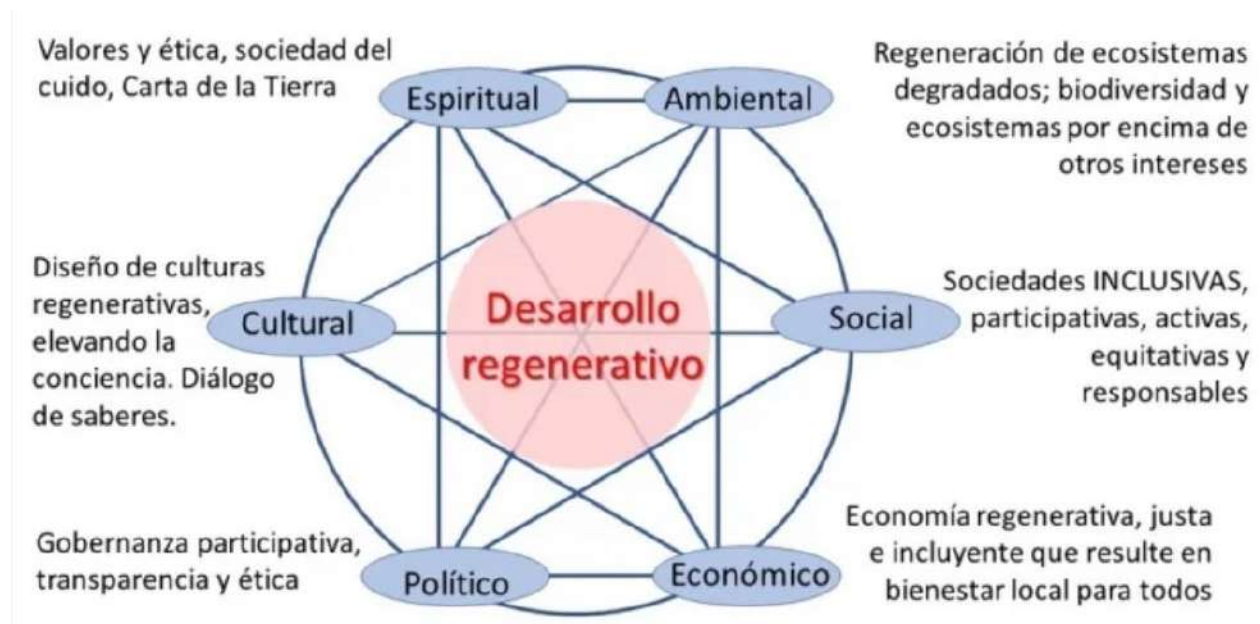 Valores y ética, sociedad del
cuido, Carta de la Tierra
Espiritual
Ambiental
Regeneración de ecosistemas
degradados; biodiversidad y
ecosistemas por encima de
otros intereses
Diseño de culturas
regenerativas,
elevando la
conciencia. Diálogo
de saberes.
Cultural
Desarrollo
regenerativo
Social
Sociedades INCLUSIVAS,
participativas, activas,
equitativas y
responsables
Gobernanza participativa,
transparencia y ética
Político
Económico
Economía regenerativa, justa
e incluyente que resulte en
bienestar local para todos